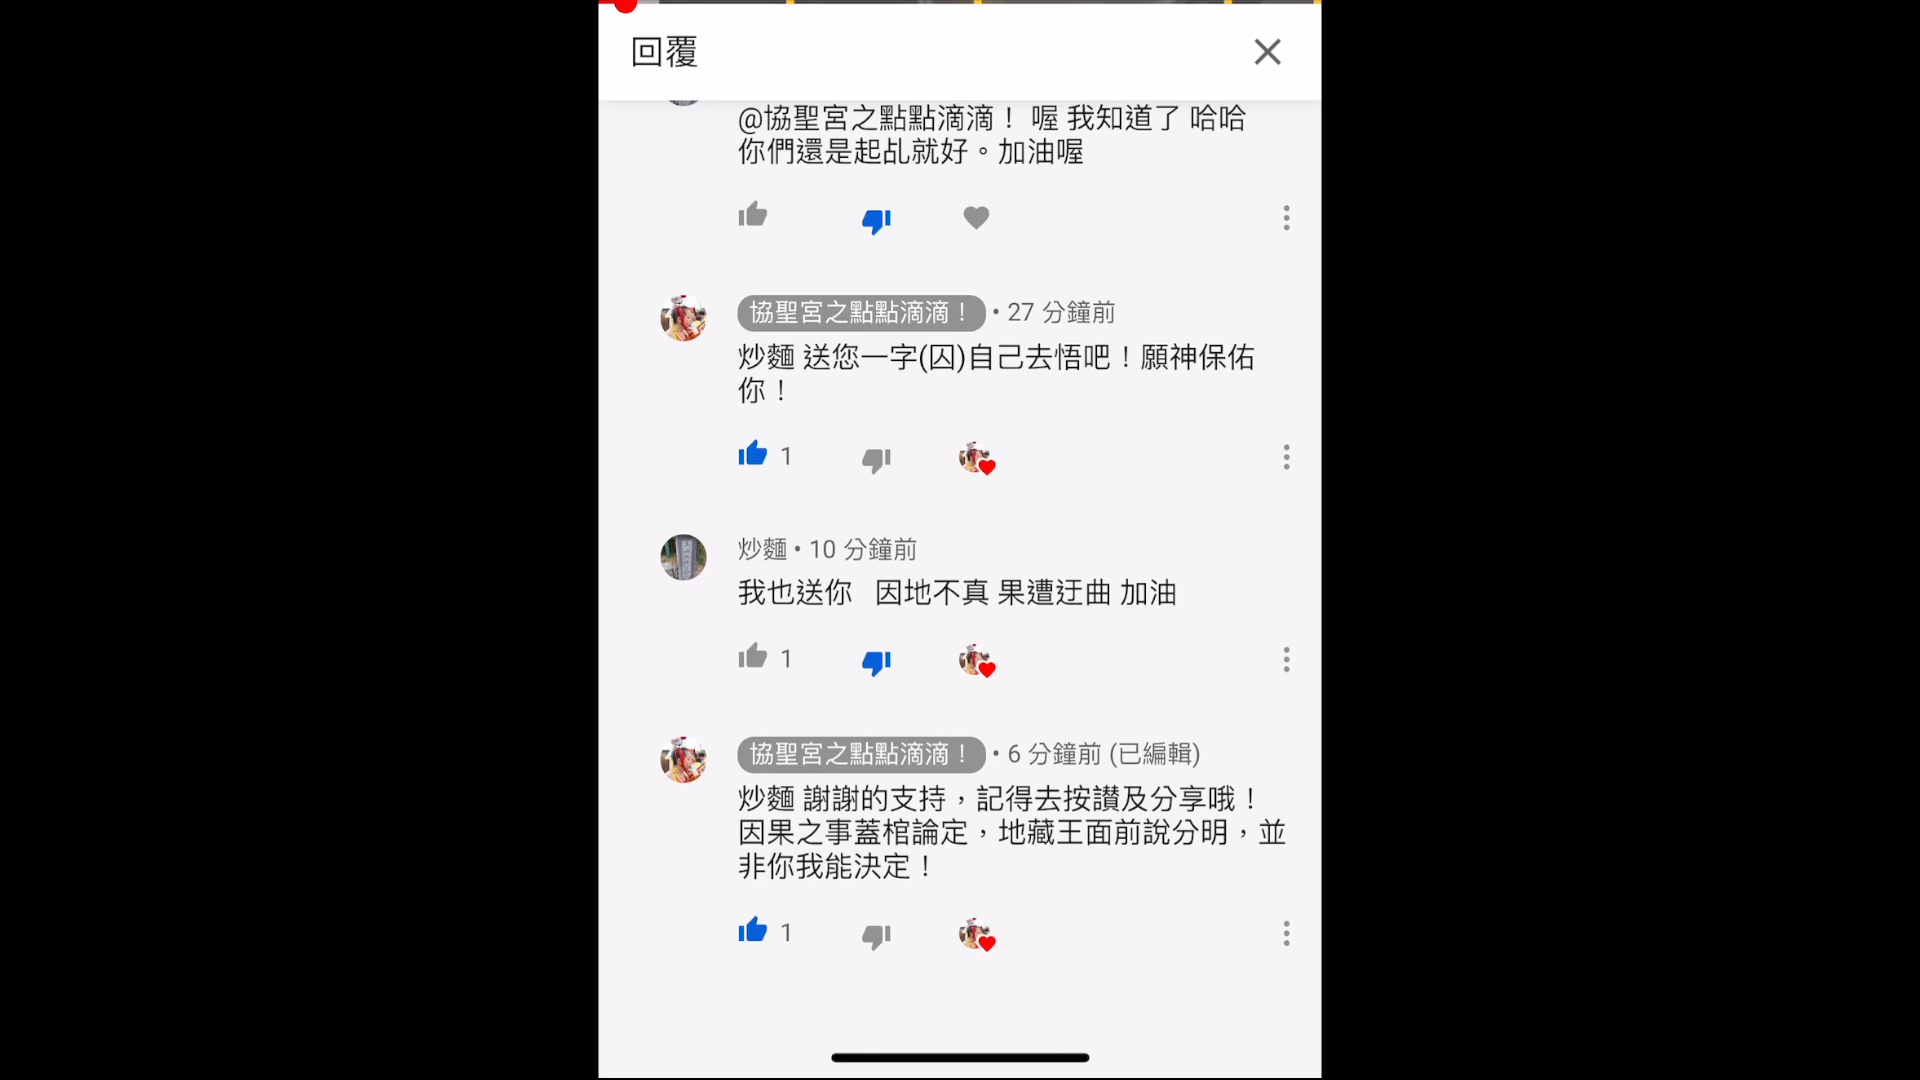 回覆
@協聖宮之點點滴滴！ 喔 我知道了 哈哈
你們還是起乩就好。加油喔
協聖宮之點點滴滴！ • 27 分鐘前
炒麵 送您一字(囚)自己去悟吧！願神保佑
你！
1
炒麵 • 10 分鐘前
我也送你 因地不真 果遭迂曲 加油
1
協聖宮之點點滴滴！ • 6 分鐘前 (已編輯)
炒麵 謝謝的支持，記得去按讃及分享哦！
因果之事蓋棺論定，地藏王面前說分明，並
非你我能決定！
1